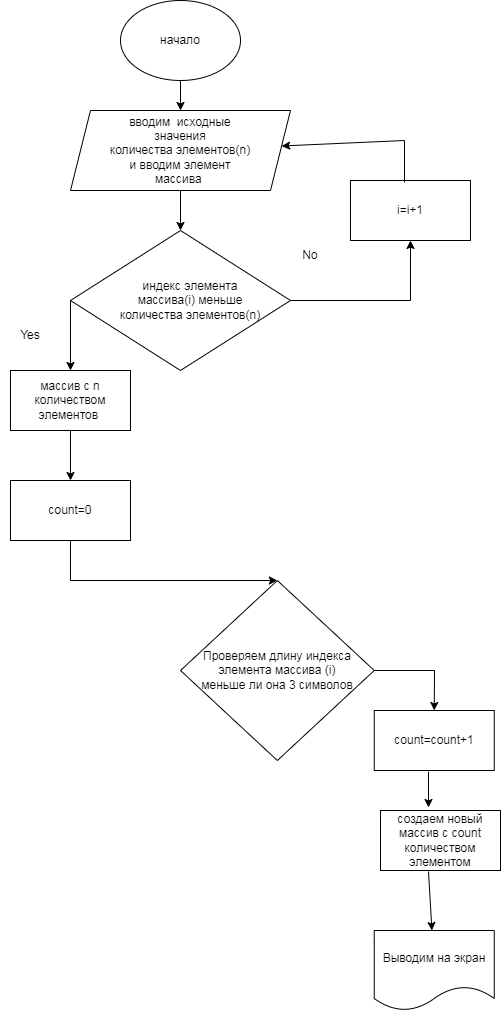 начало
вводим исходные
значения
количества элементов(n)
и вводим элемент
массива
i=i+1
No
индекс элемента
массива(i) меньше
количества элементов(n)
Yes
массив с n
количеством
элементов
count=0
Проверяем длину индекса
элемента массива (i)
меньше ли она 3 символов
count=count+1
создаем новый
массив с count
количеством
элементом
Выводим на экран